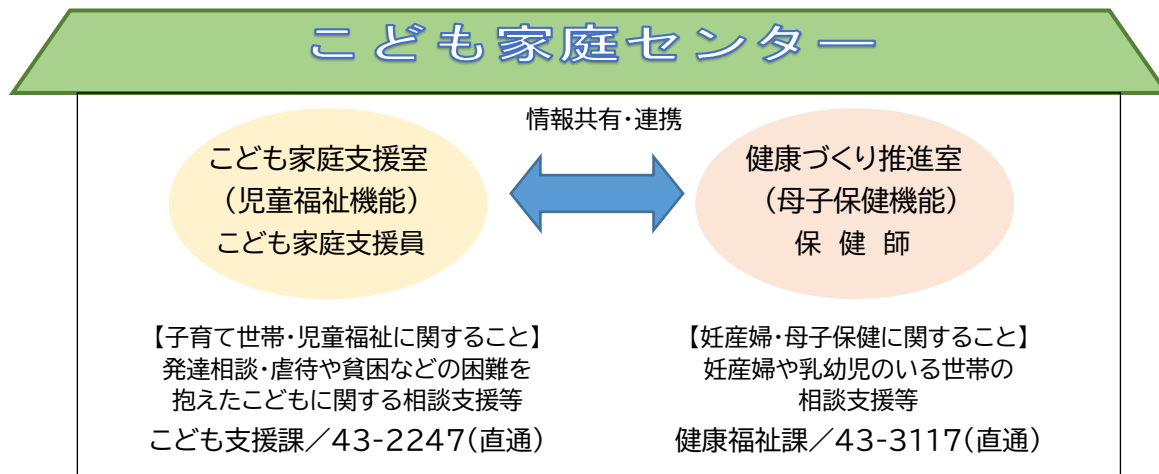 こども家庭センター
情報共有・連携
こども家庭支援室
（児童福祉機能）
こども家庭支援員
健康づくり推進室
（母子保健機能）
保 健 師
【子育て世帯・児童福祉に関すること】
発達相談・虐待や貧困などの困難を
抱えたこどもに関する相談支援等
こども支援課／43-2247（直通）
【妊産婦・母子保健に関すること】
妊産婦や乳幼児のいる世帯の
相談支援等
健康福祉課／43-3117（直通）